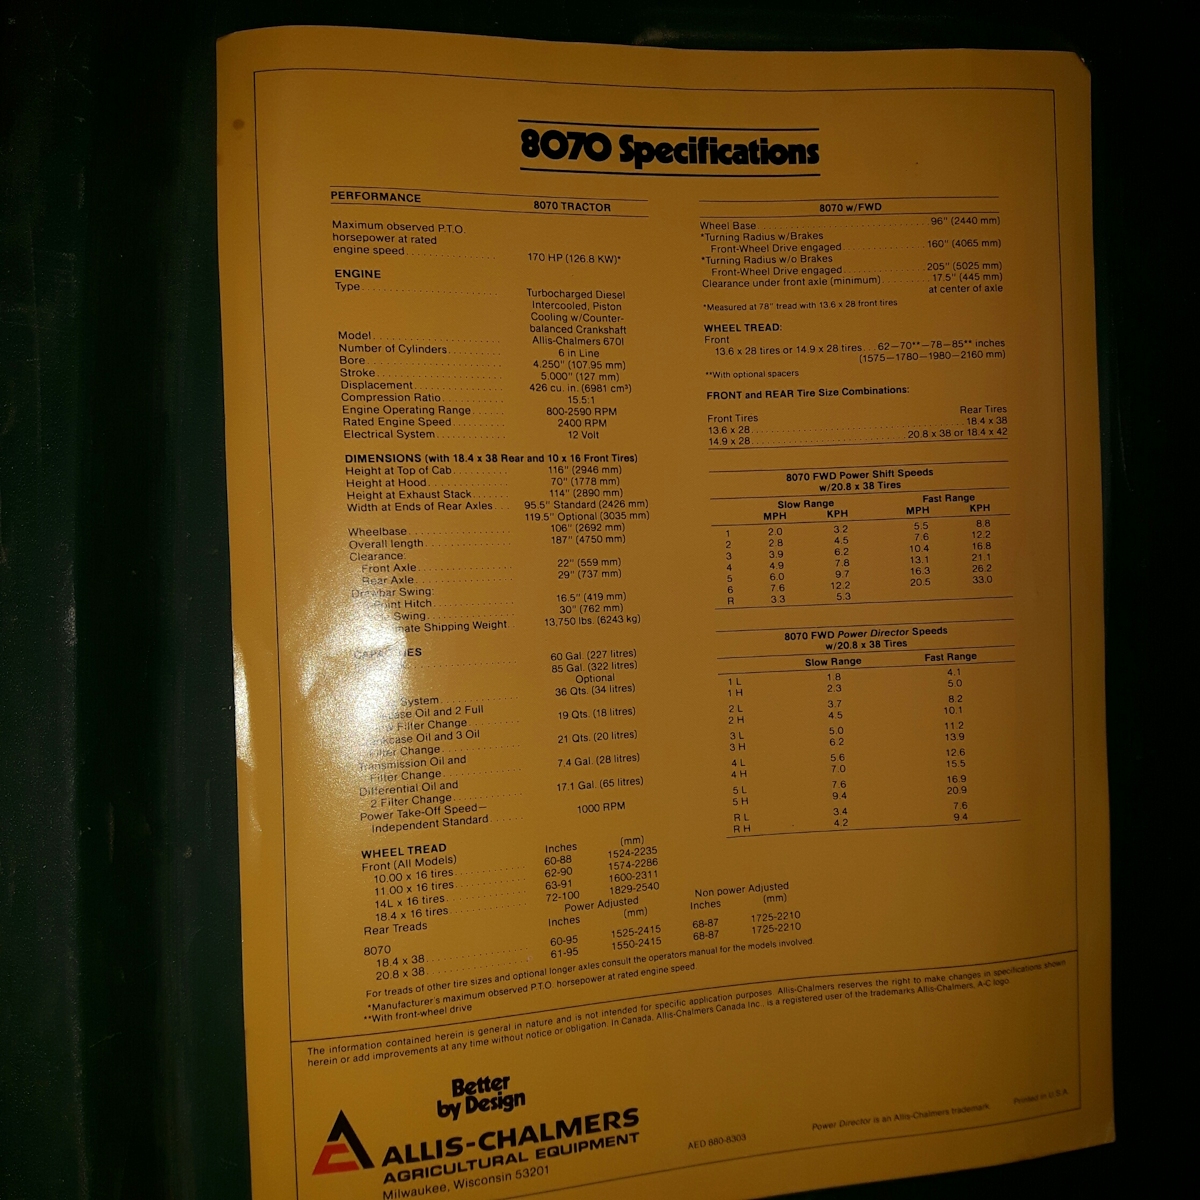 8070 Specifications
PERFORMANCE
8070 TRACTOR
Maximum observed P.T.O.
horsepower at rated
engine speed 170 HP (126.8 KW)*
ENGINE
Type Turbocharged Diesel
Intercooled, Piston
Cooling w/Counter-
balanced Crankshaft
Model Allis-Chalmers 670I
Number of Cylinders 6 in Line
Bore 4.250" (107.95 mm)
Stroke 5.000" (127 mm)
Displacement 426 cu. in. (6981 cm³)
Compression Ratio 15.5:1
Engine Operating Range 800-2590 RPM
Rated Engine Speed 2400 RPM
Electrical System 12 Volt
DIMENSIONS (with 18.4 x 38 Rear and 10 x 16 Front Tires)
Height at Top of Cab 116" (2946 mm)
Height at Hood 70" (1778 mm)
Height at Exhaust Stack 114" (2890 mm)
Width at Ends of Rear Axles 95.5" Standard (2426 mm)
119.5" Optional (3035 mm)
Wheelbase 106" (2692 mm)
Overall length 187" (4750 mm)
Clearance:
Front Axle 22" (559 mm)
Rear Axle 29" (737 mm)
Drawbar Swing:
Point Hitch 16.5" (419 mm)
Swing 30" (762 mm)
Shipping Weight 13,750 lbs. (6243 kg)
CAPACITIES
60 Gal. (227 litres)
85 Gal. (322 litres)
Optional
System 36 Qts. (34 litres)
Oil and 2 Full
Filter Change 19 Qts. (18 litres)
Oil and 3 Oil
Filter Change 21 Qts. (20 litres)
Transmission Oil and
Filter Change 7.4 Gal. (28 litres)
Differential Oil and
2 Filter Change 17.1 Gal. (65 litres)
Power Take-Off Speed—
Independent Standard 1000 RPM
WHEEL TREAD Inches (mm)
Front (All Models)
10.00 x 16 tires 60-88 1524-2235
11.00 x 16 tires 62-90 1574-2286
14L x 16 tires 63-91 1600-2311
18.4 x 16 tires 72-100 1829-2540
Rear Treads Power Adjusted Non power Adjusted
Inches (mm) Inches (mm)
8070
18.4 x 38 60-95 1525-2415 68-87 1725-2210
20.8 x 38 61-95 1550-2415 68-87 1725-2210
For treads of other tire sizes and optional longer axles consult the operators manual for the models involved
*Manufacturer's maximum observed P.T.O. horsepower at rated engine speed
**With front-wheel drive
8070 w/FWD
Wheel Base 96" (2440 mm)
*Turning Radius w/Brakes
Front-Wheel Drive engaged 160" (4065 mm)
*Turning Radius w/o Brakes
Front-Wheel Drive engaged 205" (5025 mm)
Clearance under front axle (minimum) 17.5" (445 mm)
at center of axle
*Measured at 78" tread with 13.6 x 28 front tires
WHEEL TREAD:
Front
13.6 x 28 tires or 14.9 x 28 tires...62—70**—78—85** inches
(1575—1780—1980—2160 mm)
**With optional spacers
FRONT and REAR Tire Size Combinations:
Front Tires Rear Tires
13.6 x 28 18.4 x 38
14.9 x 28 20.8 x 38 or 18.4 x 42
8070 FWD Power Shift Speeds
w/20.8 x 38 Tires
Slow Range Fast Range
MPH KPH MPH KPH
1 2.0 3.2 5.5 8.8
2 2.8 4.5 7.6 12.2
3 3.9 6.2 10.4 16.8
4 4.9 7.8 13.1 21.1
5 6.0 9.7 16.3 26.2
6 7.6 12.2 20.5 33.0
R 3.3 5.3
8070 FWD Power Director Speeds
w/20.8 x 38 Tires
Slow Range Fast Range
1 L 1.8 4.1
1 H 2.3 5.0
2 L 3.7 8.2
2 H 4.5 10.1
3 L 5.0 11.2
3 H 6.2 13.9
4 L 5.6 12.6
4 H 7.0 15.5
5 L 7.6 16.9
5 H 9.4 20.9
R L 3.4 7.6
R H 4.2 9.4
The information contained herein is general in nature and is not intended for specific application purposes. Allis-Chalmers reserves the right to make changes in specifications shown
herein or add improvements at any time without notice or obligation. In Canada, Allis-Chalmers Canada Inc., is a registered user of the trademarks Allis-Chalmers, A-C logo
Better
by Design
ALLIS-CHALMERS
AGRICULTURAL EQUIPMENT
Milwaukee, Wisconsin 53201
AED 880-8303
Power Director is an Allis-Chalmers trademark
Printed in U.S.A.